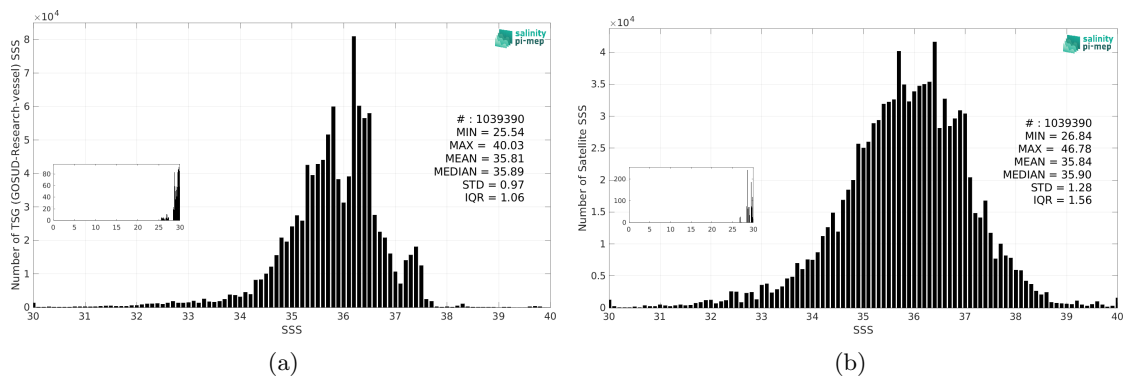 ×10⁴
9
8
7
6
5
4
3
2
1
0
Number of TSG (GOSUD-Research-vessel) SSS
salinity
pi-mep
# : 1039390
MIN = 25.54
MAX = 40.03
MEAN = 35.81
MEDIAN = 35.89
STD = 0.97
IQR = 1.06
80
60
40
20
0
0 5 10 15 20 25 30
30 31 32 33 34 35 36 37 38 39 40
SSS
(a)
×10⁴
4
3.5
3
2.5
2
1.5
1
0.5
0
Number of Satellite SSS
salinity
pi-mep
# : 1039390
MIN = 26.84
MAX = 46.78
MEAN = 35.84
MEDIAN = 35.90
STD = 1.28
IQR = 1.56
200
100
0
0 5 10 15 20 25 30
30 31 32 33 34 35 36 37 38 39 40
SSS
(b)